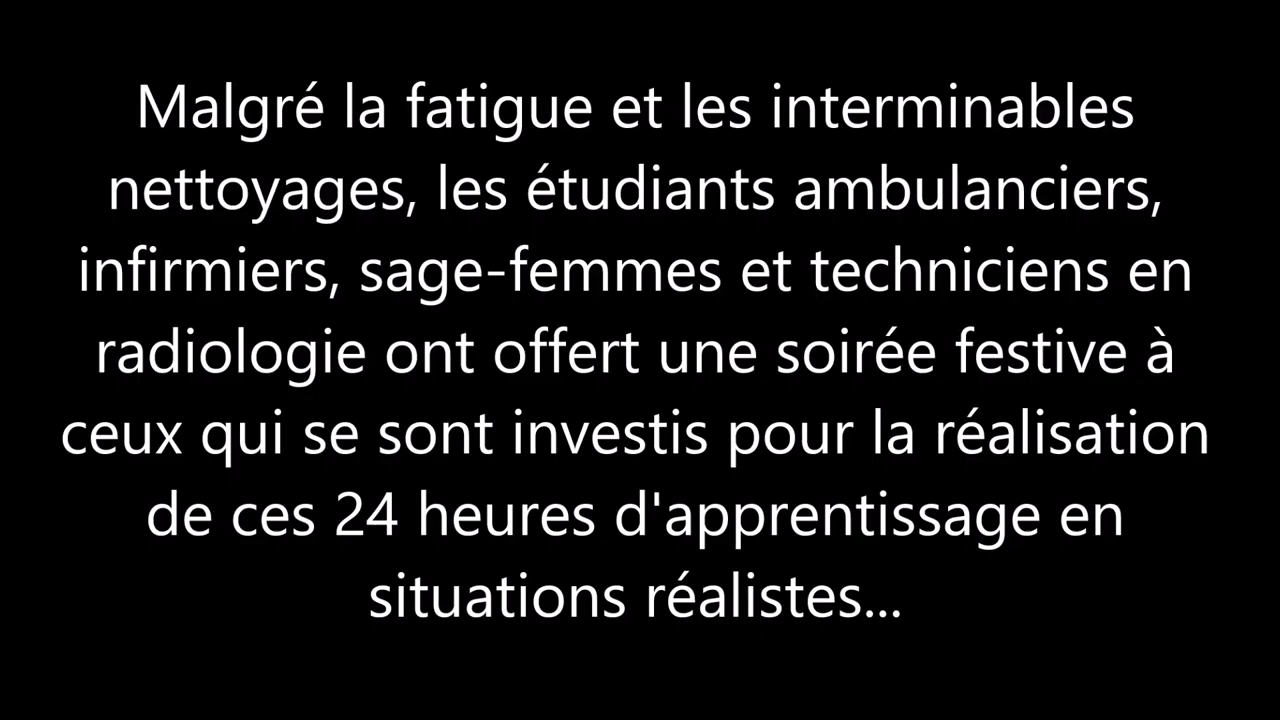 Malgré la fatigue et les interminables
nettoyages, les étudiants ambulanciers,
infirmiers, sage-femmes et techniciens en
radiologie ont offert une soirée festive à
ceux qui se sont investis pour la réalisation
de ces 24 heures d'apprentissage en
situations réalistes...